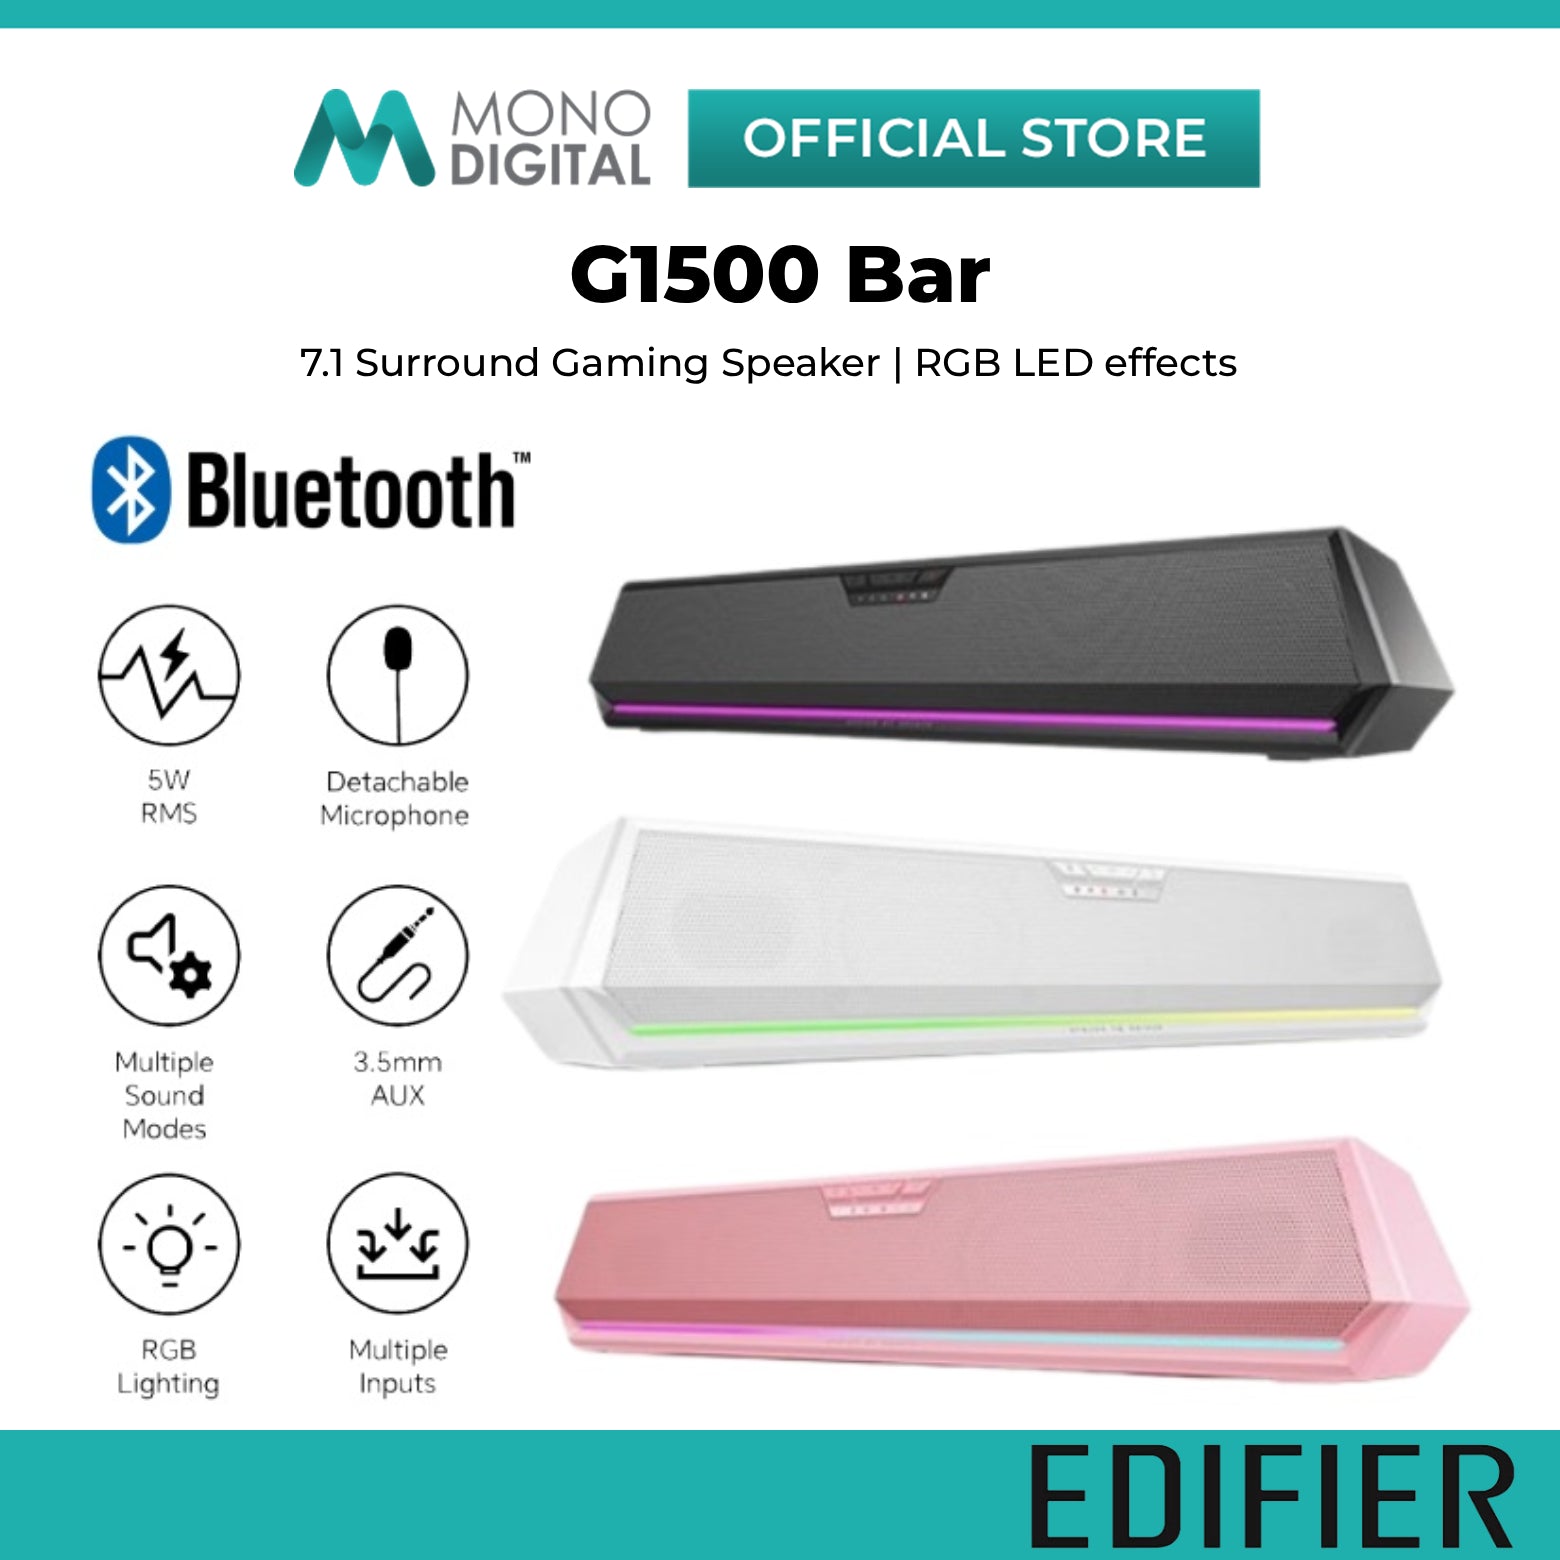 MONO
DIGITAL
OFFICIAL STORE
G1500 Bar
7.1 Surround Gaming Speaker | RGB LED effects
Bluetooth™
5W
RMS
Detachable
Microphone
Multiple
Sound
Modes
3.5mm
AUX
RGB
Lighting
Multiple
Inputs
EDIFIER